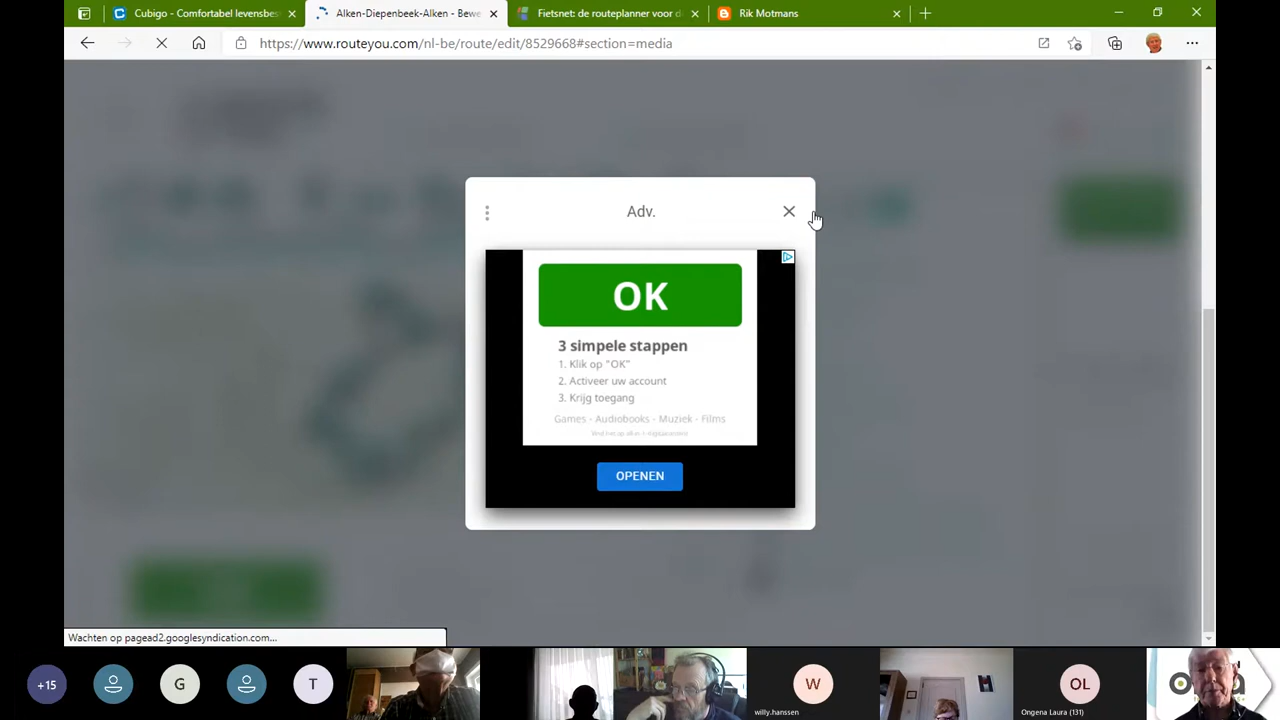 Cubigo - Comfortabel levensbes
Alken-Diepenbeek-Alken - Bewe
Fietsnet: de routeplanner voor d
Rik Motmans
https://www.routeyou.com/nl-be/route/edit/8529668#section=media
Adv.
OK
3 simpele stappen
1. Klik op "OK"
2. Activeer uw account
3. Krijg toegang
Games - Audiobooks - Muziek - Films
OPENEN
Wachten op pagead2.googlesyndication.com...
+15
G
T
W
willy.hanssen
OL
Ongena Laura (131)